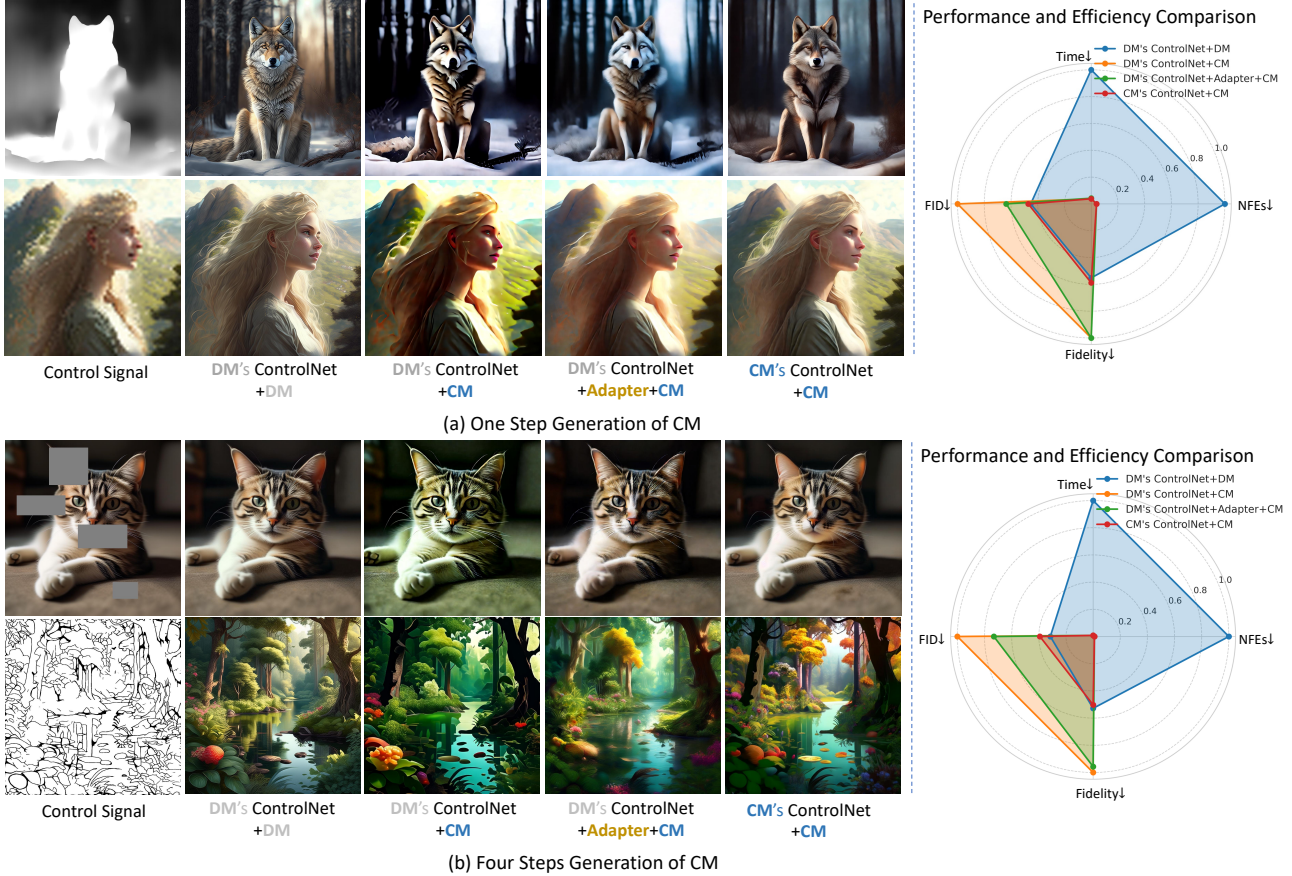 Performance and Efficiency Comparison
DM's ControlNet+DM
DM's ControlNet+CM
DM's ControlNet+Adapter+CM
CM's ControlNet+CM
Time↓
1.0
0.8
0.6
0.4
0.2
FID↓
NFEs↓
Fidelity↓
Control Signal
DM's ControlNet
+DM
DM's ControlNet
+CM
DM's ControlNet
+Adapter+CM
CM's ControlNet
+CM
(a) One Step Generation of CM
Performance and Efficiency Comparison
DM's ControlNet+DM
DM's ControlNet+CM
DM's ControlNet+Adapter+CM
CM's ControlNet+CM
Time↓
1.0
0.8
0.6
0.4
0.2
FID↓
NFEs↓
Fidelity↓
Control Signal
DM's ControlNet
+DM
DM's ControlNet
+CM
DM's ControlNet
+Adapter+CM
CM's ControlNet
+CM
(b) Four Steps Generation of CM